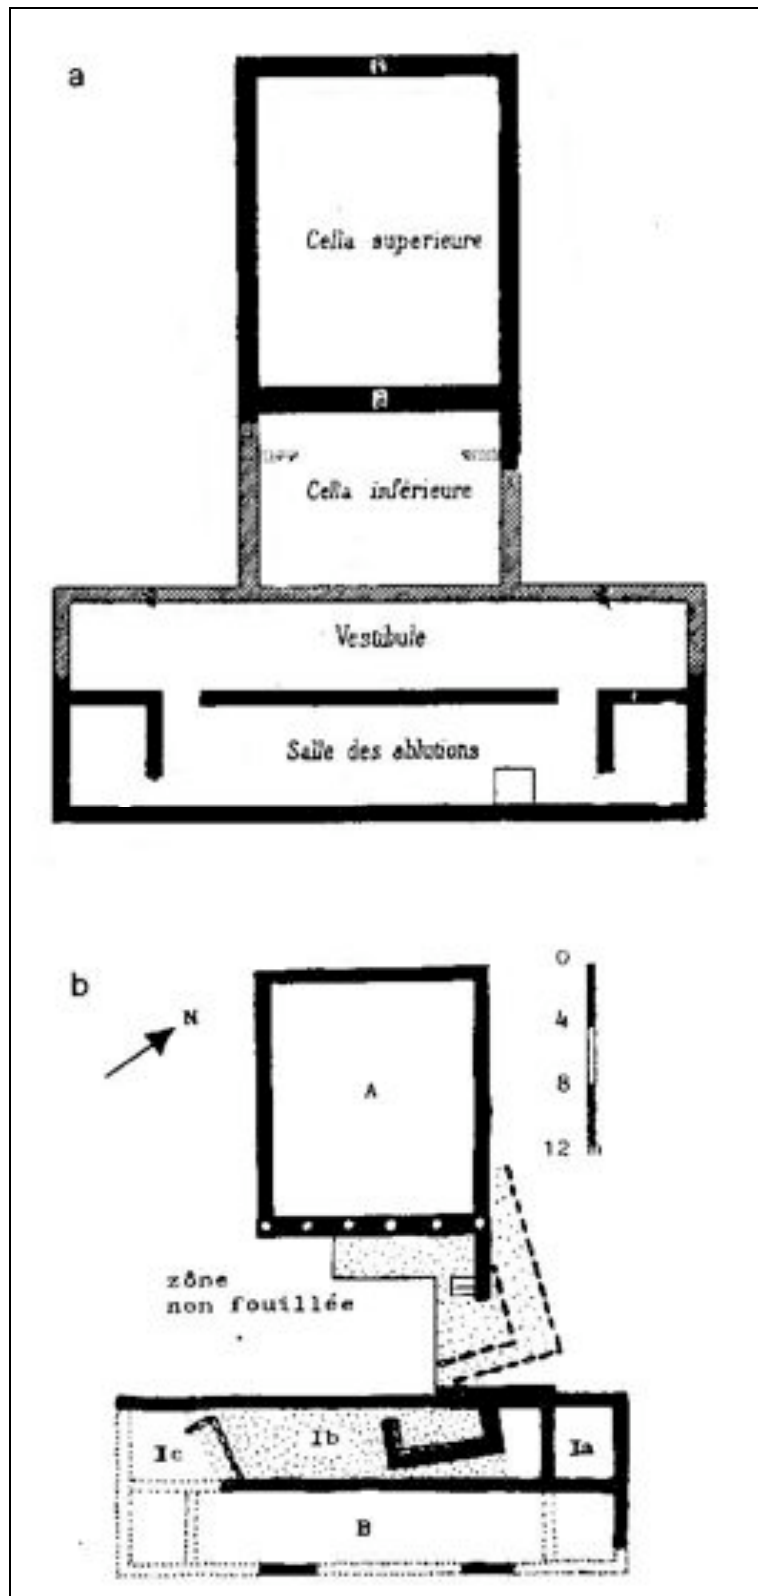 a
Cella superieure
Cella inférieure
Vestibule
Salle des ablutions
b
N
0
4
8
12 m
A
zône
non fouillée
Ic
Ib
Ia
B